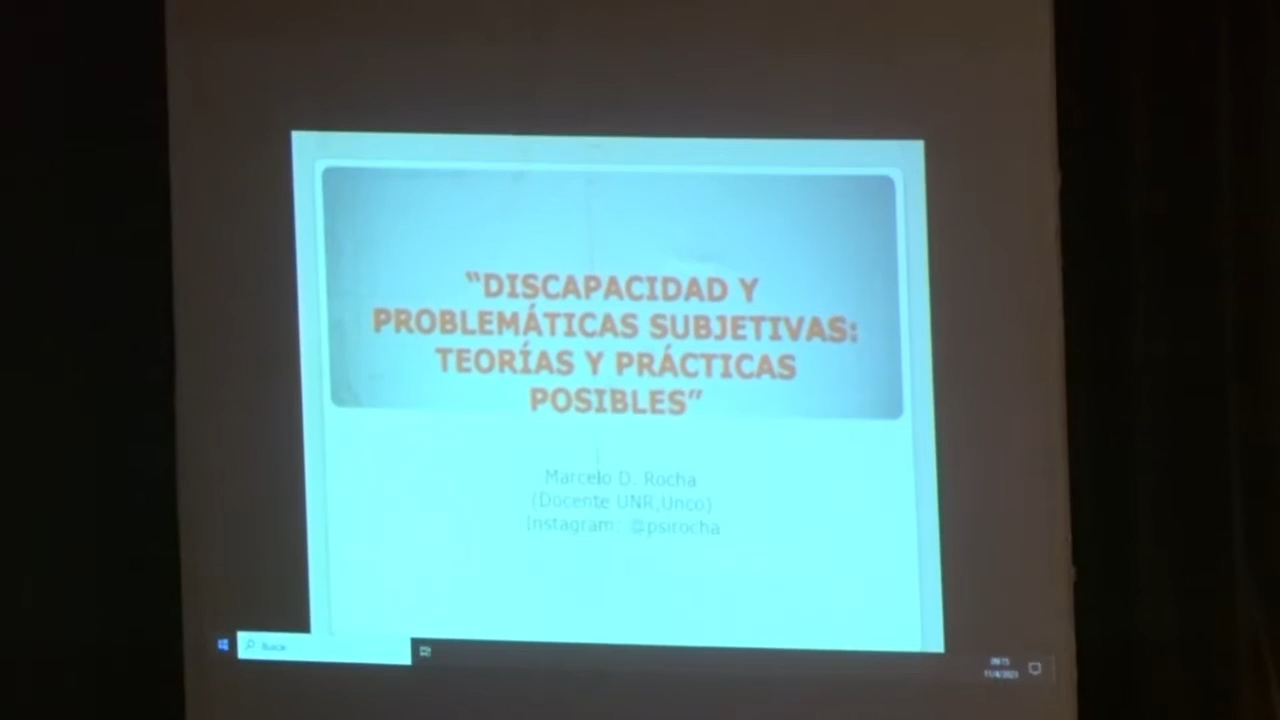 “DISCAPACIDAD Y
PROBLEMÁTICAS SUBJETIVAS:
TEORÍAS Y PRÁCTICAS
POSIBLES”
Marcelo D. Rocha
(Docente UNR,Unco)
Instagram: @psirocha